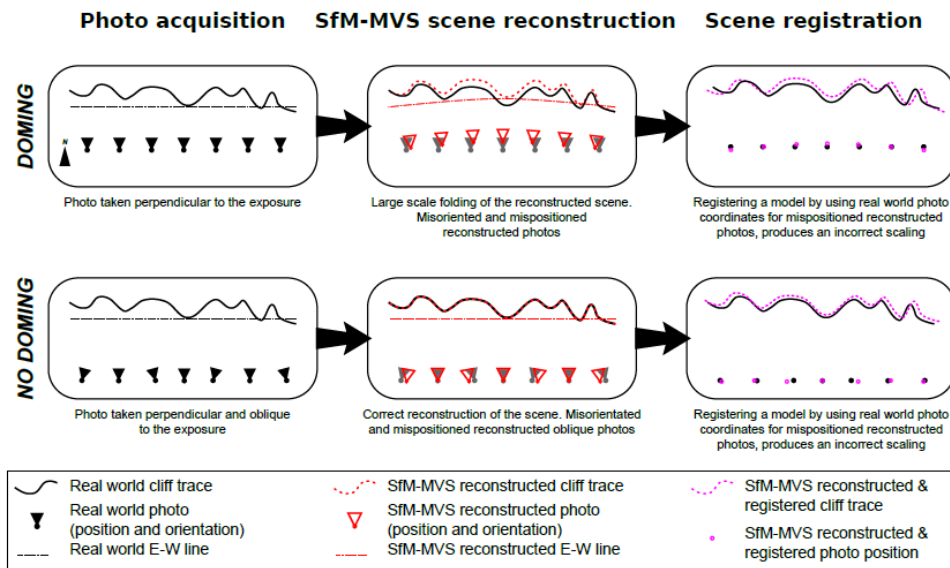 Photo acquisition
SfM-MVS scene reconstruction
Scene registration
DOMING
N
Photo taken perpendicular to the exposure
Large scale folding of the reconstructed scene.
Misoriented and mispositioned
reconstructed photos
Registering a model by using real world photo
coordinates for mispositioned reconstructed
photos, produces an incorrect scaling
NO DOMING
Photo taken perpendicular and oblique
to the exposure
Correct reconstruction of the scene. Misorientated
and mispositioned reconstructed oblique photos
Registering a model by using real world photo
coordinates for mispositioned reconstructed
photos, produces an incorrect scaling
Real world cliff trace
Real world photo
(position and orientation)
Real world E-W line
SfM-MVS reconstructed cliff trace
SfM-MVS reconstructed photo
(position and orientation)
SfM-MVS reconstructed E-W line
SfM-MVS reconstructed &
registered cliff trace
SfM-MVS reconstructed &
registered photo position